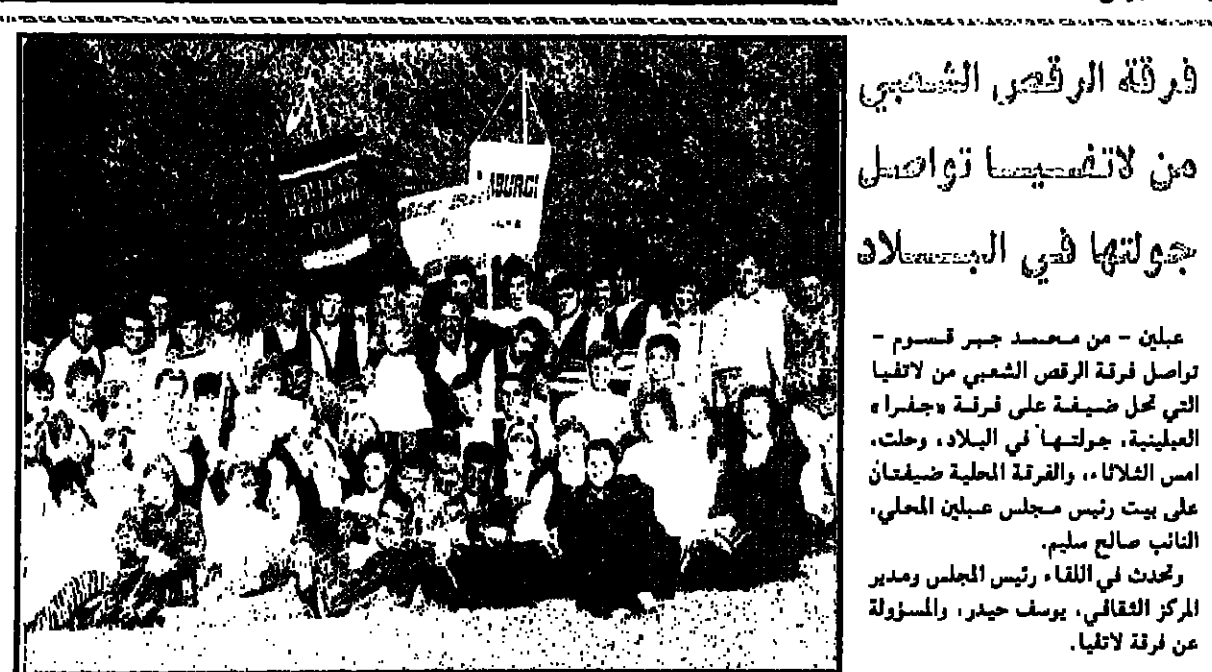 فرقة الرقص الشعبي
من لاتفيا تواصل
جولتها في البلاد
عبلين - من محمد جبر قسوم -
تواصل فرقة الرقص الشعبي من لاتفيا
التي تحل ضيفة على فرقة «جفرا»
العبلينية، جولتها في البلاد، وحلت،
امس الثلاثاء، والفرقة المحلية ضيفتان
على بيت رئيس مجلس عبلين المحلي،
النائب صالح سليم.
وتحدث في اللقاء رئيس المجلس ومدير
المركز الثقافي، يوسف حيدر، والمسؤولة
عن فرقة لاتفيا.
ABURGI